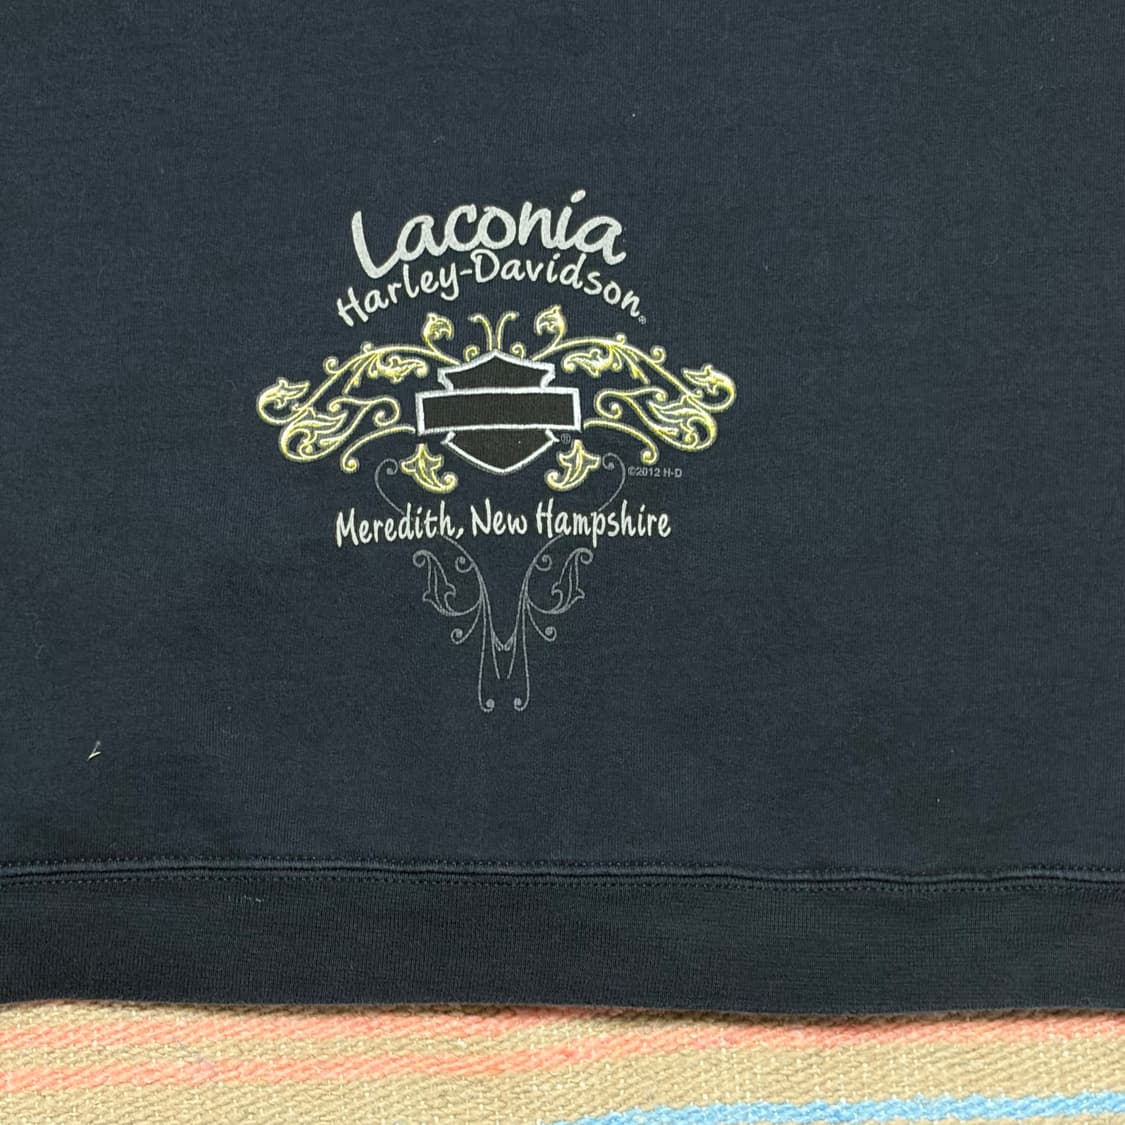 Laconia
Harley-Davidson®
®
©2012 H-D
Meredith, New Hampshire